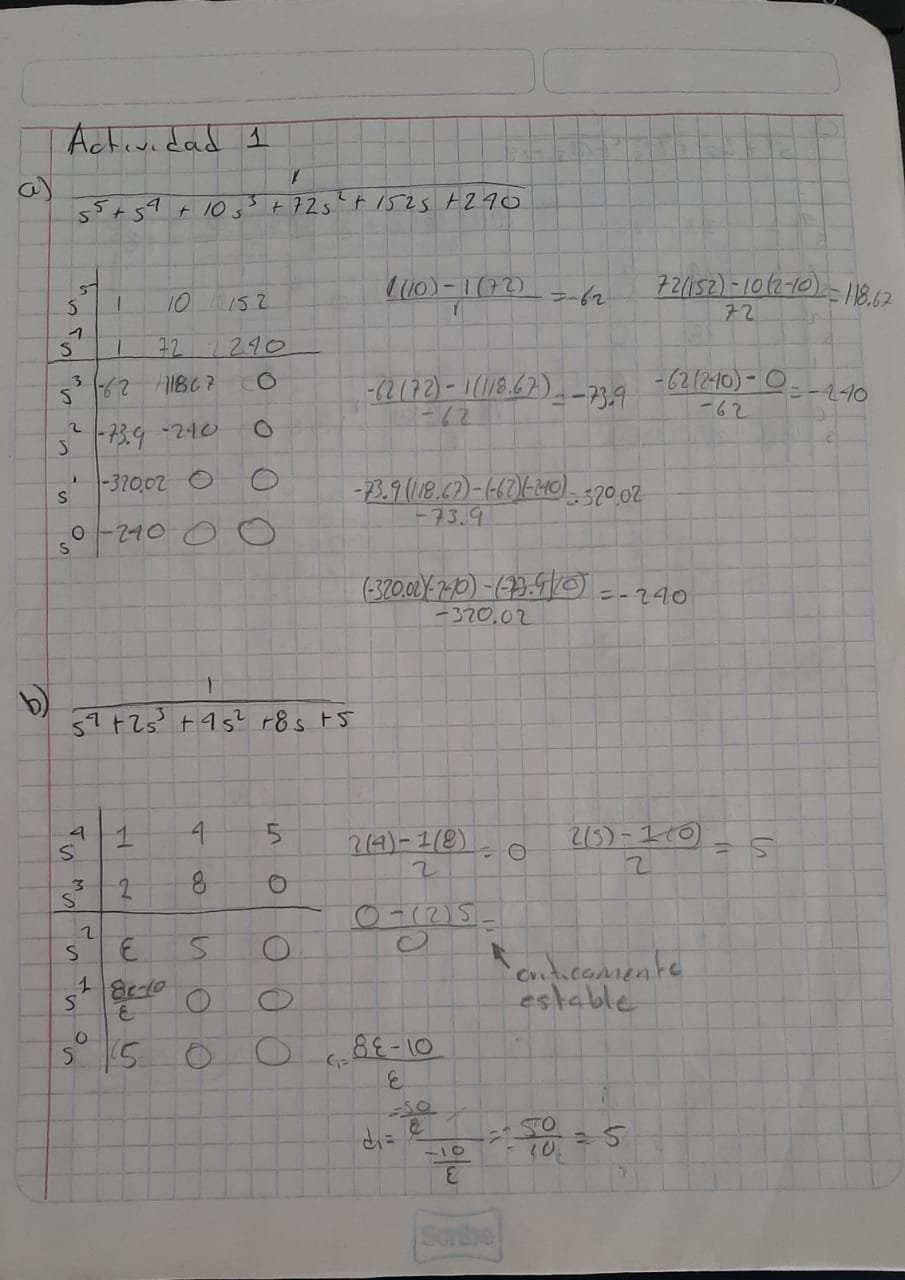 Actividad 1
a) 1
s⁵ + s⁴ + 10s³ + 72s² + 152s + 240
s⁵ | 1 10 152
s⁴ | 1 72 240
s³ | -62 118.67 0
s² | -73.9 -240 0
s¹ | -320.02 0 0
s⁰ | -240 0 0
(1(10) - 1(72))/1 = -62 (72(152) - 10(240))/72 = 118.67
(-62(72) - 1(118.67))/-62 = -73.9 (-62(240) - 0)/-62 = -240
(-73.9(118.67) - (-62)(-240))/-73.9 = 320.02
((-320.02)(-240) - (-73.9)(0))/-320.02 = -240
b) 1
s⁴ + 2s³ + 4s² + 8s + 5
s⁴ | 1 4 5
s³ | 2 8 0
s² | ε 5 0
s¹ | (8ε-10)/ε 0 0
s⁰ | 5 0 0
(2(4) - 1(8))/2 = 0 (2(5) - 1(0))/2 = 5
(0 - (2)5)/0 =
criticamente
estable
c₁= (8ε - 10)/ε
d₁= (-50/ε)/(-10/ε) = -50/-10 = 5
Scribe